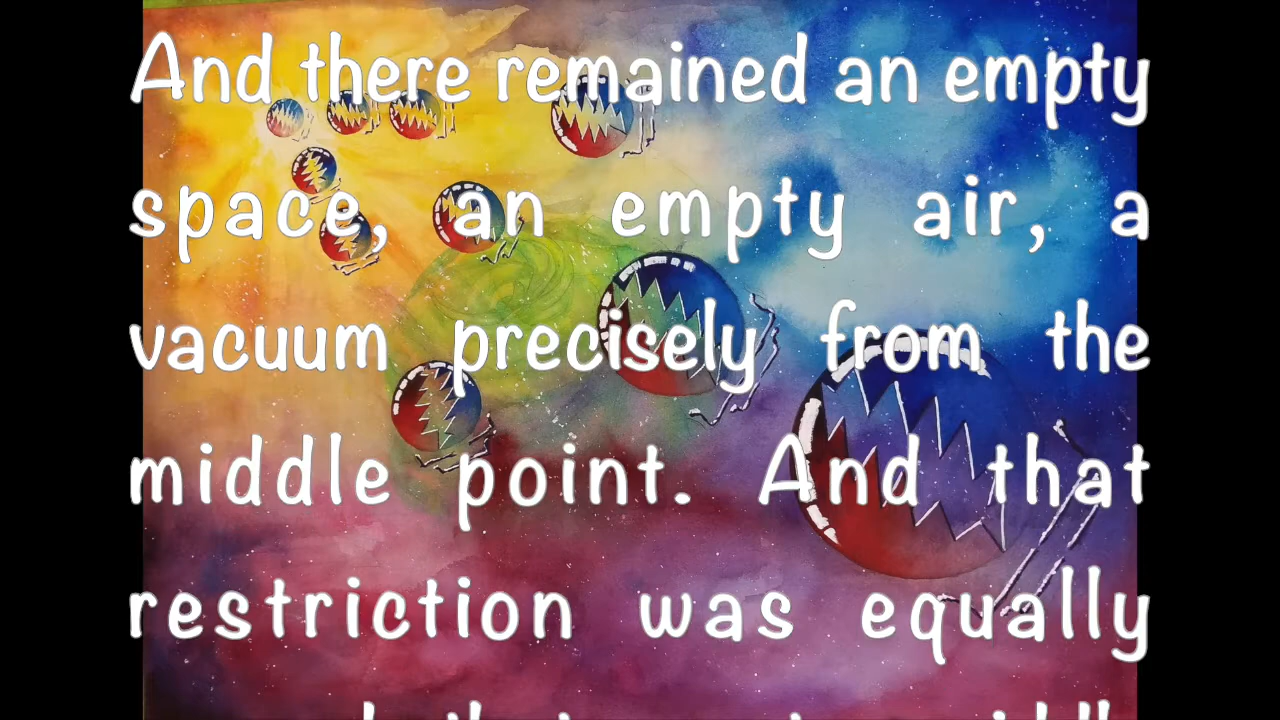 And there remained an empty
space, an empty air, a
vacuum precisely from the
middle point. And that
restriction was equally